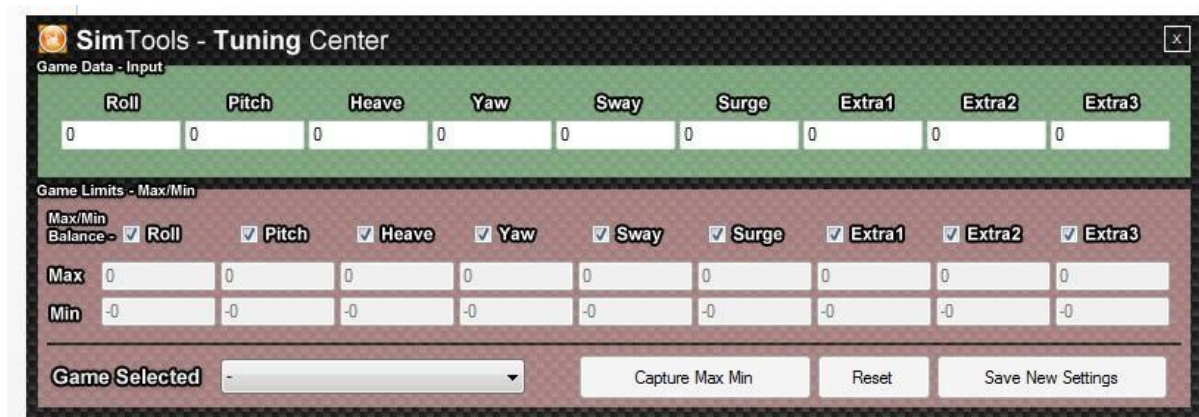 SimTools - Tuning Center
x
Game Data - Input
Roll Pitch Heave Yaw Sway Surge Extra1 Extra2 Extra3
0 0 0 0 0 0 0 0 0
Game Limits - Max/Min
Max/Min
Balance - Roll Pitch Heave Yaw Sway Surge Extra1 Extra2 Extra3
Max 0 0 0 0 0 0 0 0 0
Min -0 -0 -0 -0 -0 -0 -0 -0 -0
Game Selected - Capture Max Min Reset Save New Settings